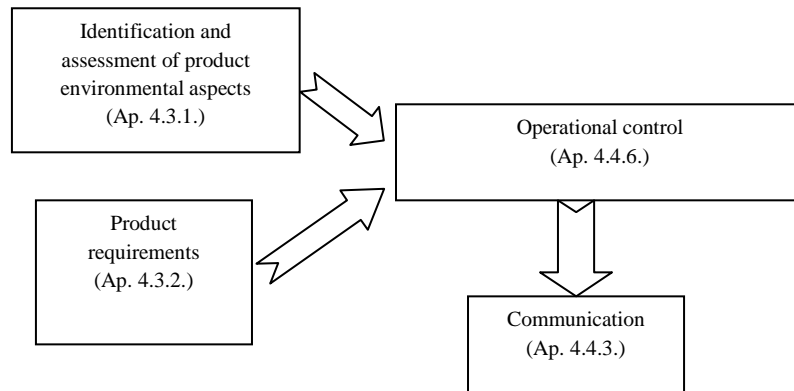 Identification and
assessment of product
environmental aspects
(Ap. 4.3.1.)
Operational control
(Ap. 4.4.6.)
Product
requirements
(Ap. 4.3.2.)
Communication
(Ap. 4.4.3.)